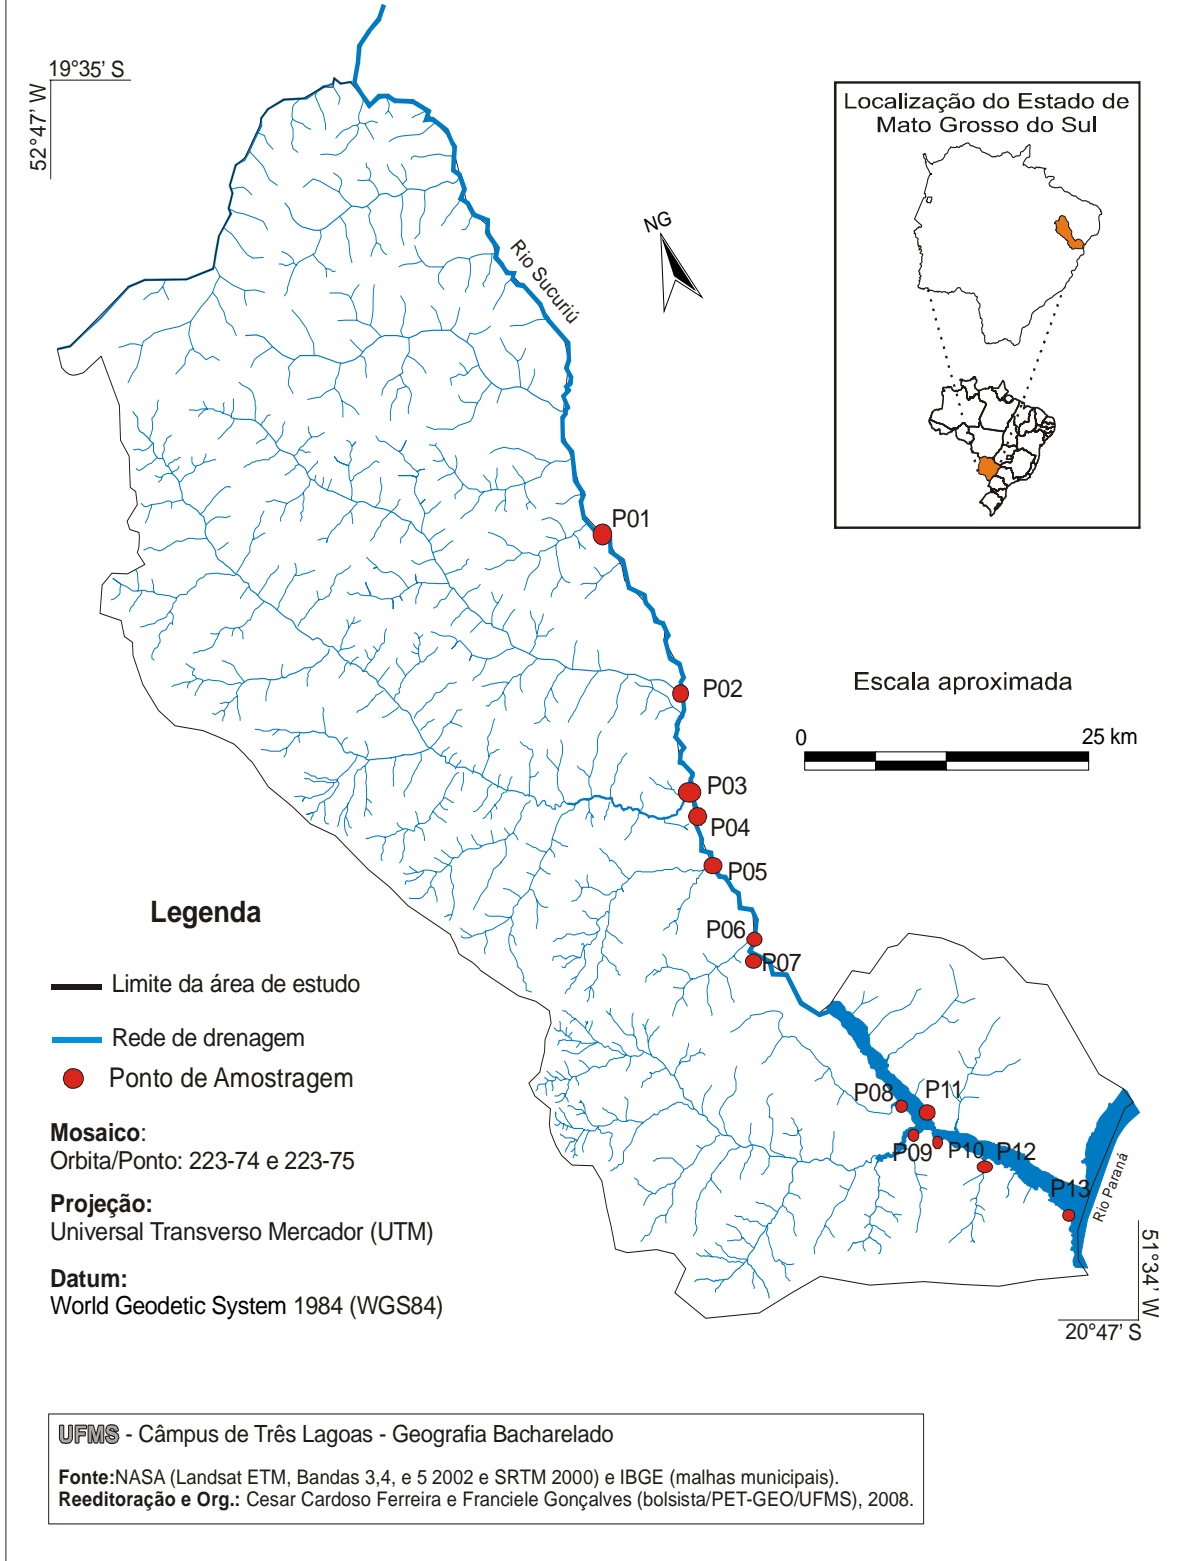 19°35' S
52°47' W
Localização do Estado de
Mato Grosso do Sul
NG
Rio Sucuriú
P01
P02
Escala aproximada
0
25 km
P03
P04
P05
P06
P07
P08
P11
P09
P10
P12
P13
Rio Paraná
51°34' W
20°47' S
Legenda
Limite da área de estudo
Rede de drenagem
Ponto de Amostragem
Mosaico:
Orbita/Ponto: 223-74 e 223-75
Projeção:
Universal Transverso Mercador (UTM)
Datum:
World Geodetic System 1984 (WGS84)
UFMS - Câmpus de Três Lagoas - Geografia Bacharelado
Fonte:NASA (Landsat ETM, Bandas 3,4, e 5 2002 e SRTM 2000) e IBGE (malhas municipais).
Reeditoração e Org.: Cesar Cardoso Ferreira e Franciele Gonçalves (bolsista/PET-GEO/UFMS), 2008.